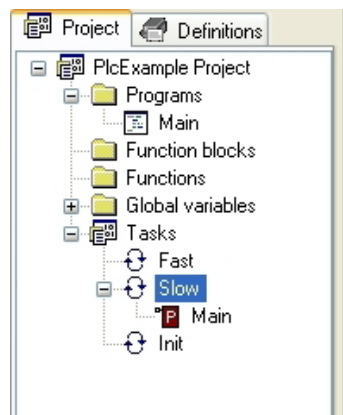 Project Definitions
PlcExample Project
Programs
Main
Function blocks
Functions
Global variables
Tasks
Fast
Slow
P Main
Init